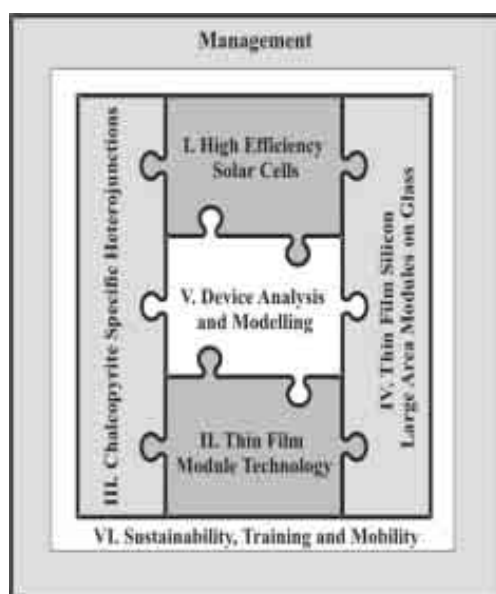 Management
I. High Efficiency
Solar Cells
III. Chalcopyrite Specific Heterojunctions
V. Device Analysis
and Modelling
IV. Thin Film Silicon
Large Area Modules on Glass
II. Thin Film
Module Technology
VI. Sustainability, Training and Mobility